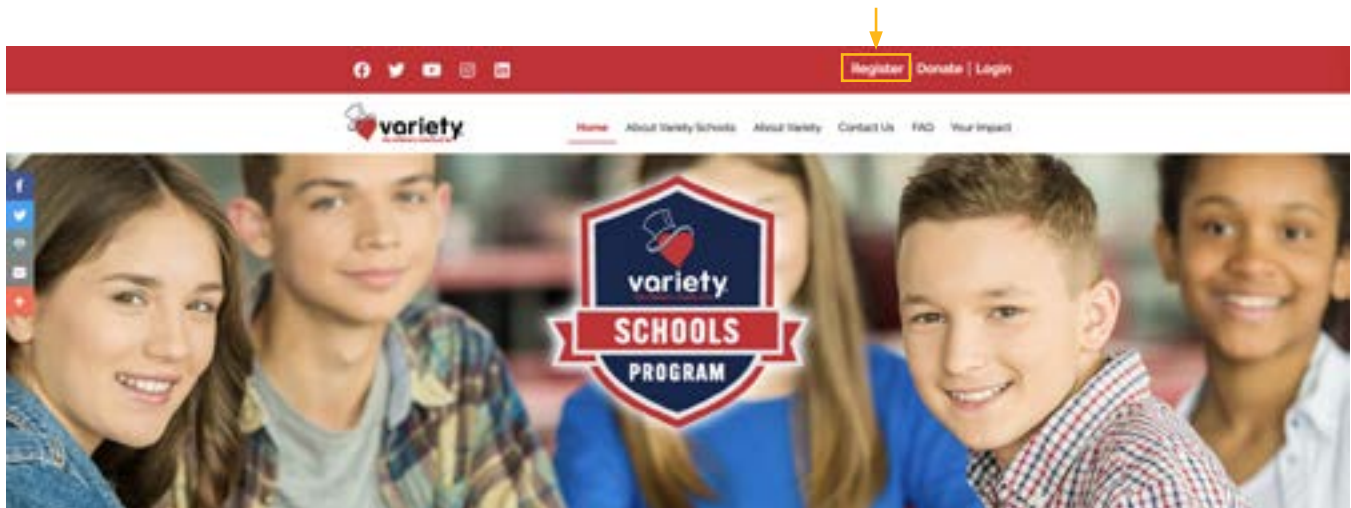 Register Donate | Login
variety
Home About Variety Schools About Variety Contact Us FAQ Your Impact
variety
SCHOOLS
PROGRAM